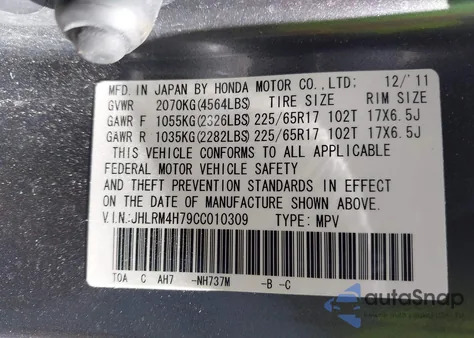 MFD. IN JAPAN BY HONDA MOTOR CO., LTD; 12/'11
GVWR 2070KG(4564LBS) TIRE SIZE RIM SIZE
GAWR F 1055KG(2326LBS) 225/65R17 102T 17X6.5J
GAWR R 1035KG(2282LBS) 225/65R17 102T 17X6.5J
THIS VEHICLE CONFORMS TO ALL APPLICABLE
FEDERAL MOTOR VEHICLE SAFETY
AND THEFT PREVENTION STANDARDS IN EFFECT ON
THE DATE OF MANUFACTURE SHOWN ABOVE.
V.I.N:JHLRM4H79CC010309 TYPE: MPV
TOA C AH7 -NH737M -B -C
autoSnap